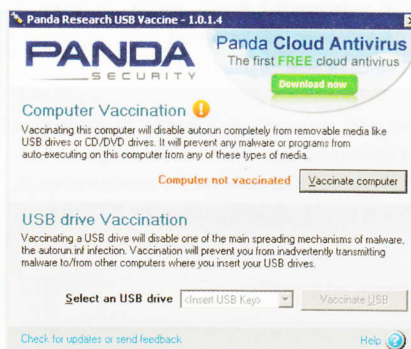 Panda Research USB Vaccine - 1.0.1.4
PANDA
SECURITY
Panda Cloud Antivirus
The first FREE cloud antivirus
Download now
Computer Vaccination
Vaccinating this computer will disable autorun completely from removable media like
USB drives or CD/DVD drives. It will prevent any malware or programs from
auto-executing on this computer from any of these types of media.
Computer not vaccinated
Vaccinate computer
USB drive Vaccination
Vaccinating a USB drive will disable one of the main spreading mechanisms of malware,
the autorun.inf infection. Vaccination will prevent you from inadvertently transmitting
malware to/from other computers where you insert your USB drives.
Select an USB drive
<Insert USB Key>
Vaccinate USB
Check for updates or send feedback
Help